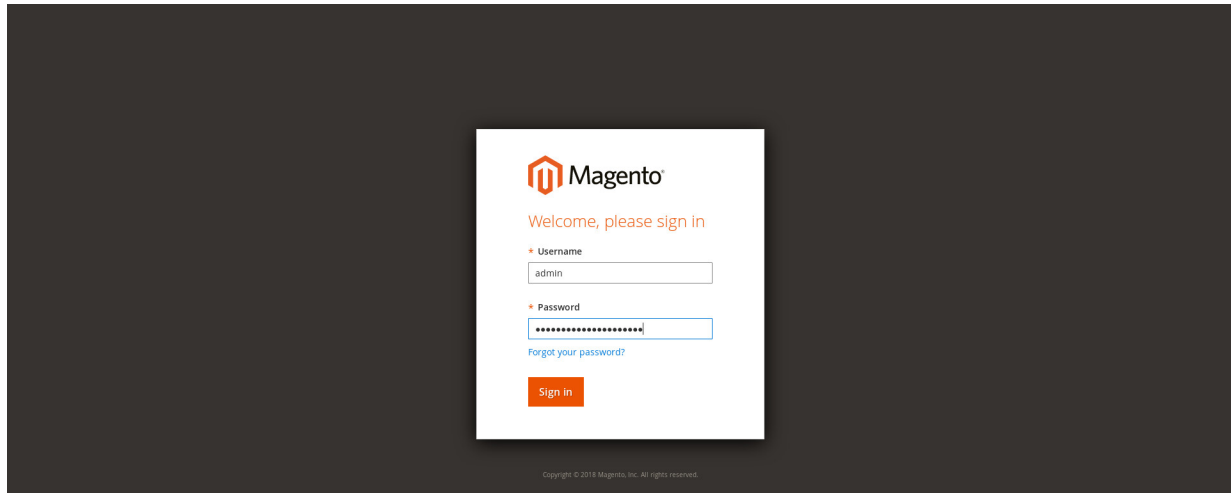 Magento®
Welcome, please sign in
* Username
admin
* Password
•••••••••••••••••••••
Forgot your password?
Sign in
Copyright © 2018 Magento, Inc. All rights reserved.